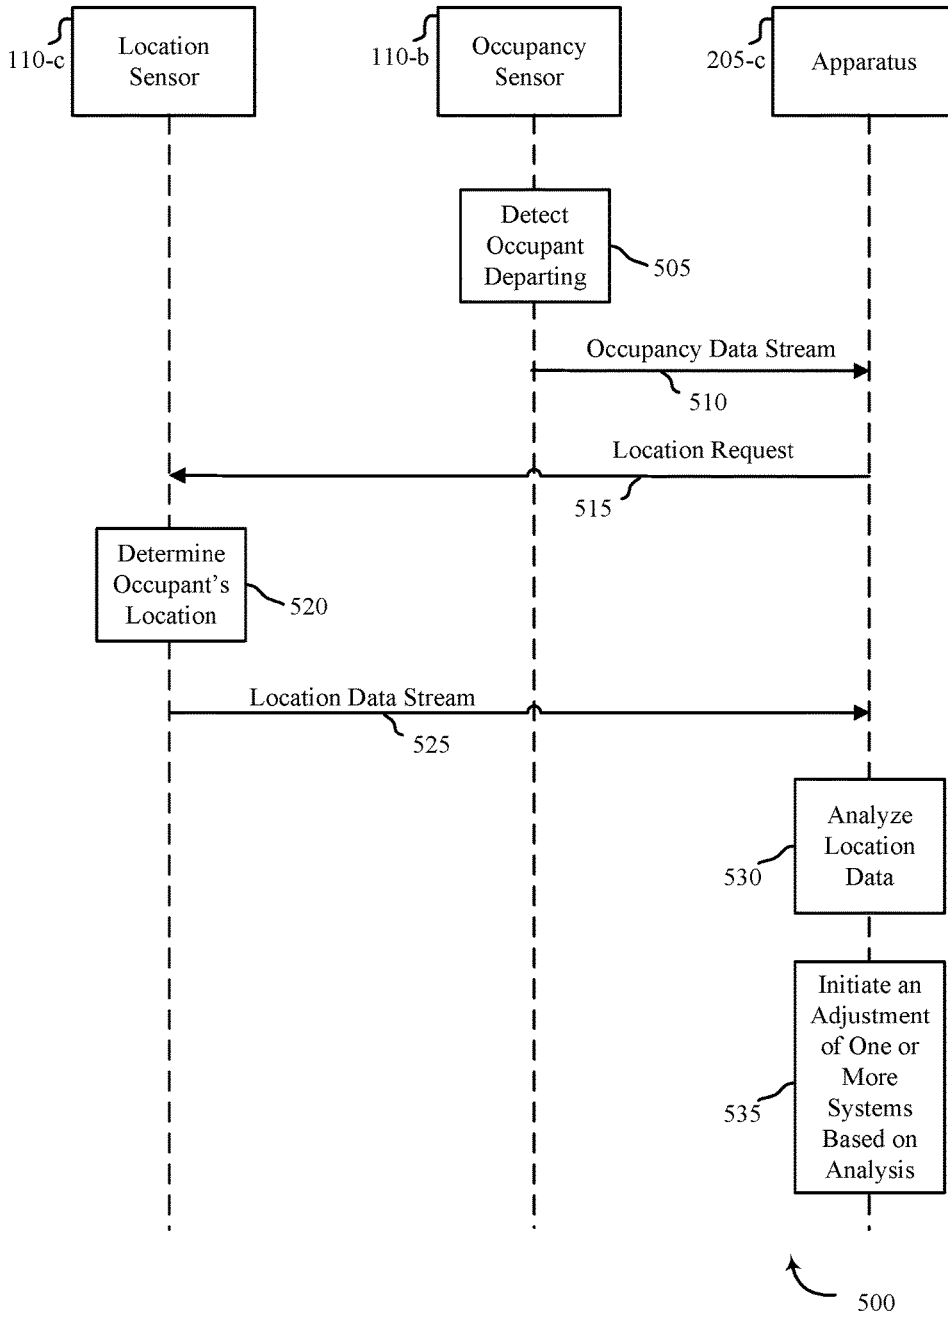 110-c
Location
Sensor
110-b
Occupancy
Sensor
205-c
Apparatus
Detect
Occupant
Departing
505
Occupancy Data Stream
510
Location Request
515
Determine
Occupant's
Location
520
Location Data Stream
525
Analyze
Location
Data
530
Initiate an
Adjustment
of One or
More
Systems
Based on
Analysis
535
500